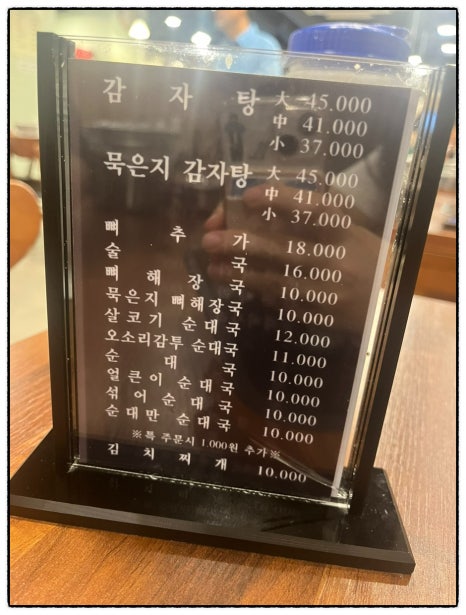 감 자 탕 大 45.000
中 41.000
小 37.000
묵은지 감자탕 大 45.000
中 41.000
小 37.000
뼈 추 가 18.000
술 국 16.000
뼈 해 장 국 10.000
묵은지 뼈해장국 10.000
살코기 순대국 12.000
오소리감투 순대국 11.000
순 대 국 10.000
얼큰이 순대국 10.000
섞어 순대국 10.000
순대만 순대국 10.000
※특 주문시 1.000원 추가※
김 치 찌 개 10.000